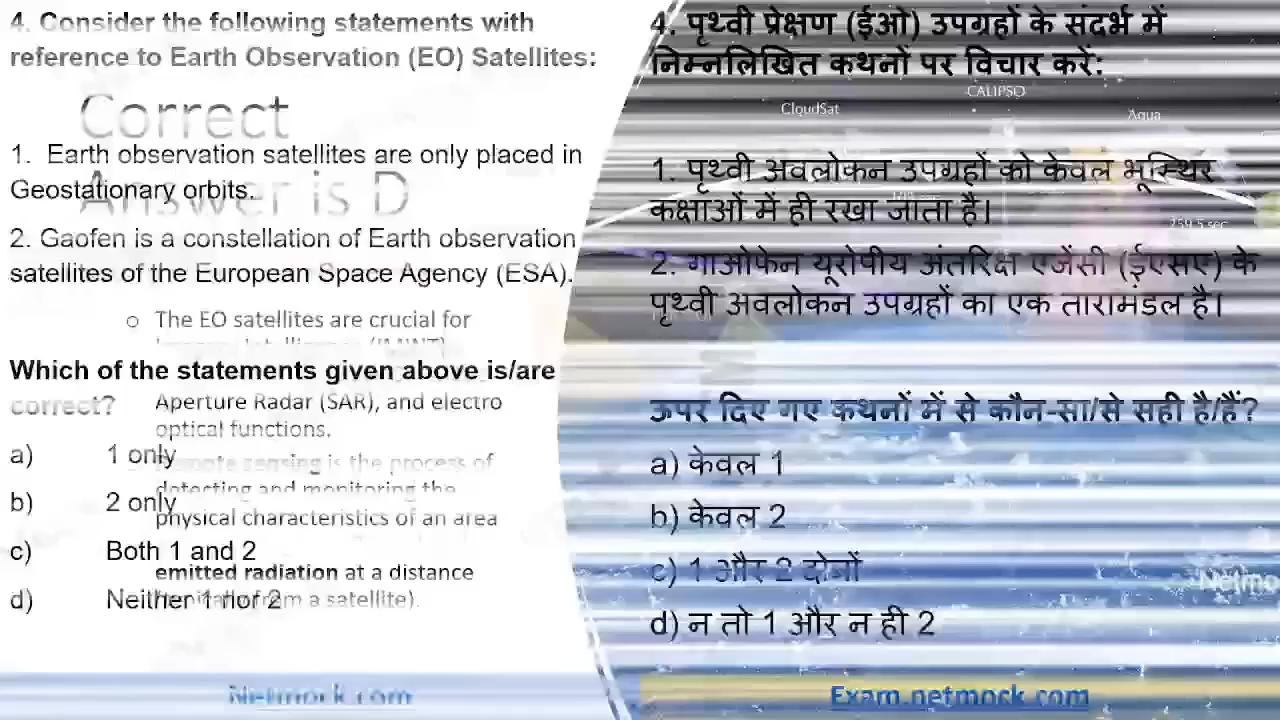 4. Consider the following statements with
reference to Earth Observation (EO) Satellites:
Correct
Answer is D
1. Earth observation satellites are only placed in
Geostationary orbits.
2. Gaofen is a constellation of Earth observation
satellites of the European Space Agency (ESA).
o The EO satellites are crucial for
Which of the statements given above is/are
correct?
Aperture Radar (SAR), and electro
optical functions.
a) 1 only
remote sensing is the process of
detecting and monitoring the
b) 2 only
physical characteristics of an area
c) Both 1 and 2
emitted radiation at a distance
d) Neither 1 nor 2
a satellite).
Netmock.com
4. पृथ्वी प्रेक्षण (ईओ) उपग्रहों के संदर्भ में
निम्नलिखित कथनों पर विचार करें:
CALIPSO
CloudSat
Aqua
1. पृथ्वी अवलोकन उपग्रहों को केवल भूस्थिर
कक्षाओं में ही रखा जाता है।
259.5 sec
2. गाओफेन यूरोपीय अंतरिक्ष एजेंसी (ईएसए) के
पृथ्वी अवलोकन उपग्रहों का एक तारामंडल है।
ऊपर दिए गए कथनों में से कौन-सा/से सही है/हैं?
a) केवल 1
b) केवल 2
c) 1 और 2 दोनों
d) न तो 1 और न ही 2
Exam.netmock.com